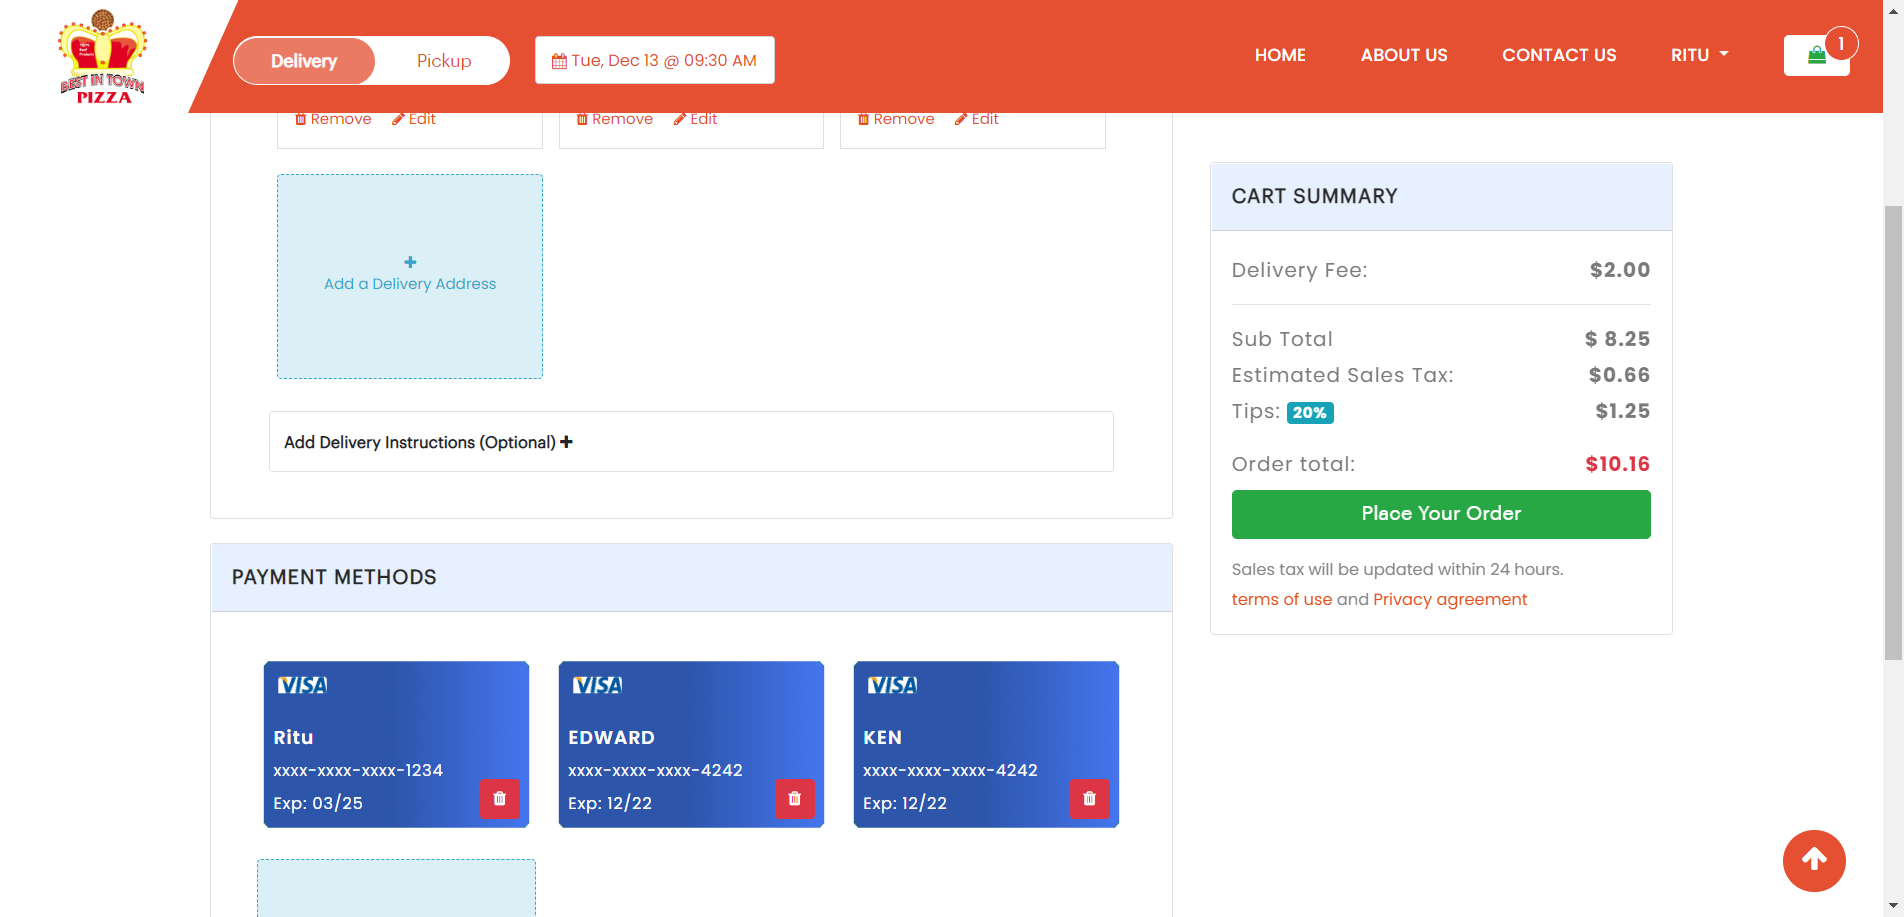 BEST IN TOWN
PIZZA
Delivery
Pickup
Tue, Dec 13 @ 09:30 AM
HOME
ABOUT US
CONTACT US
RITU
1
Remove Edit
Remove Edit
Remove Edit
Add a Delivery Address
Add Delivery Instructions (Optional)
CART SUMMARY
Delivery Fee: $2.00
Sub Total $ 8.25
Estimated Sales Tax: $0.66
Tips: 20% $1.25
Order total: $10.16
Place Your Order
Sales tax will be updated within 24 hours.
terms of use and Privacy agreement
PAYMENT METHODS
VISA
Ritu
xxxx-xxxx-xxxx-1234
Exp: 03/25
VISA
EDWARD
xxxx-xxxx-xxxx-4242
Exp: 12/22
VISA
KEN
xxxx-xxxx-xxxx-4242
Exp: 12/22